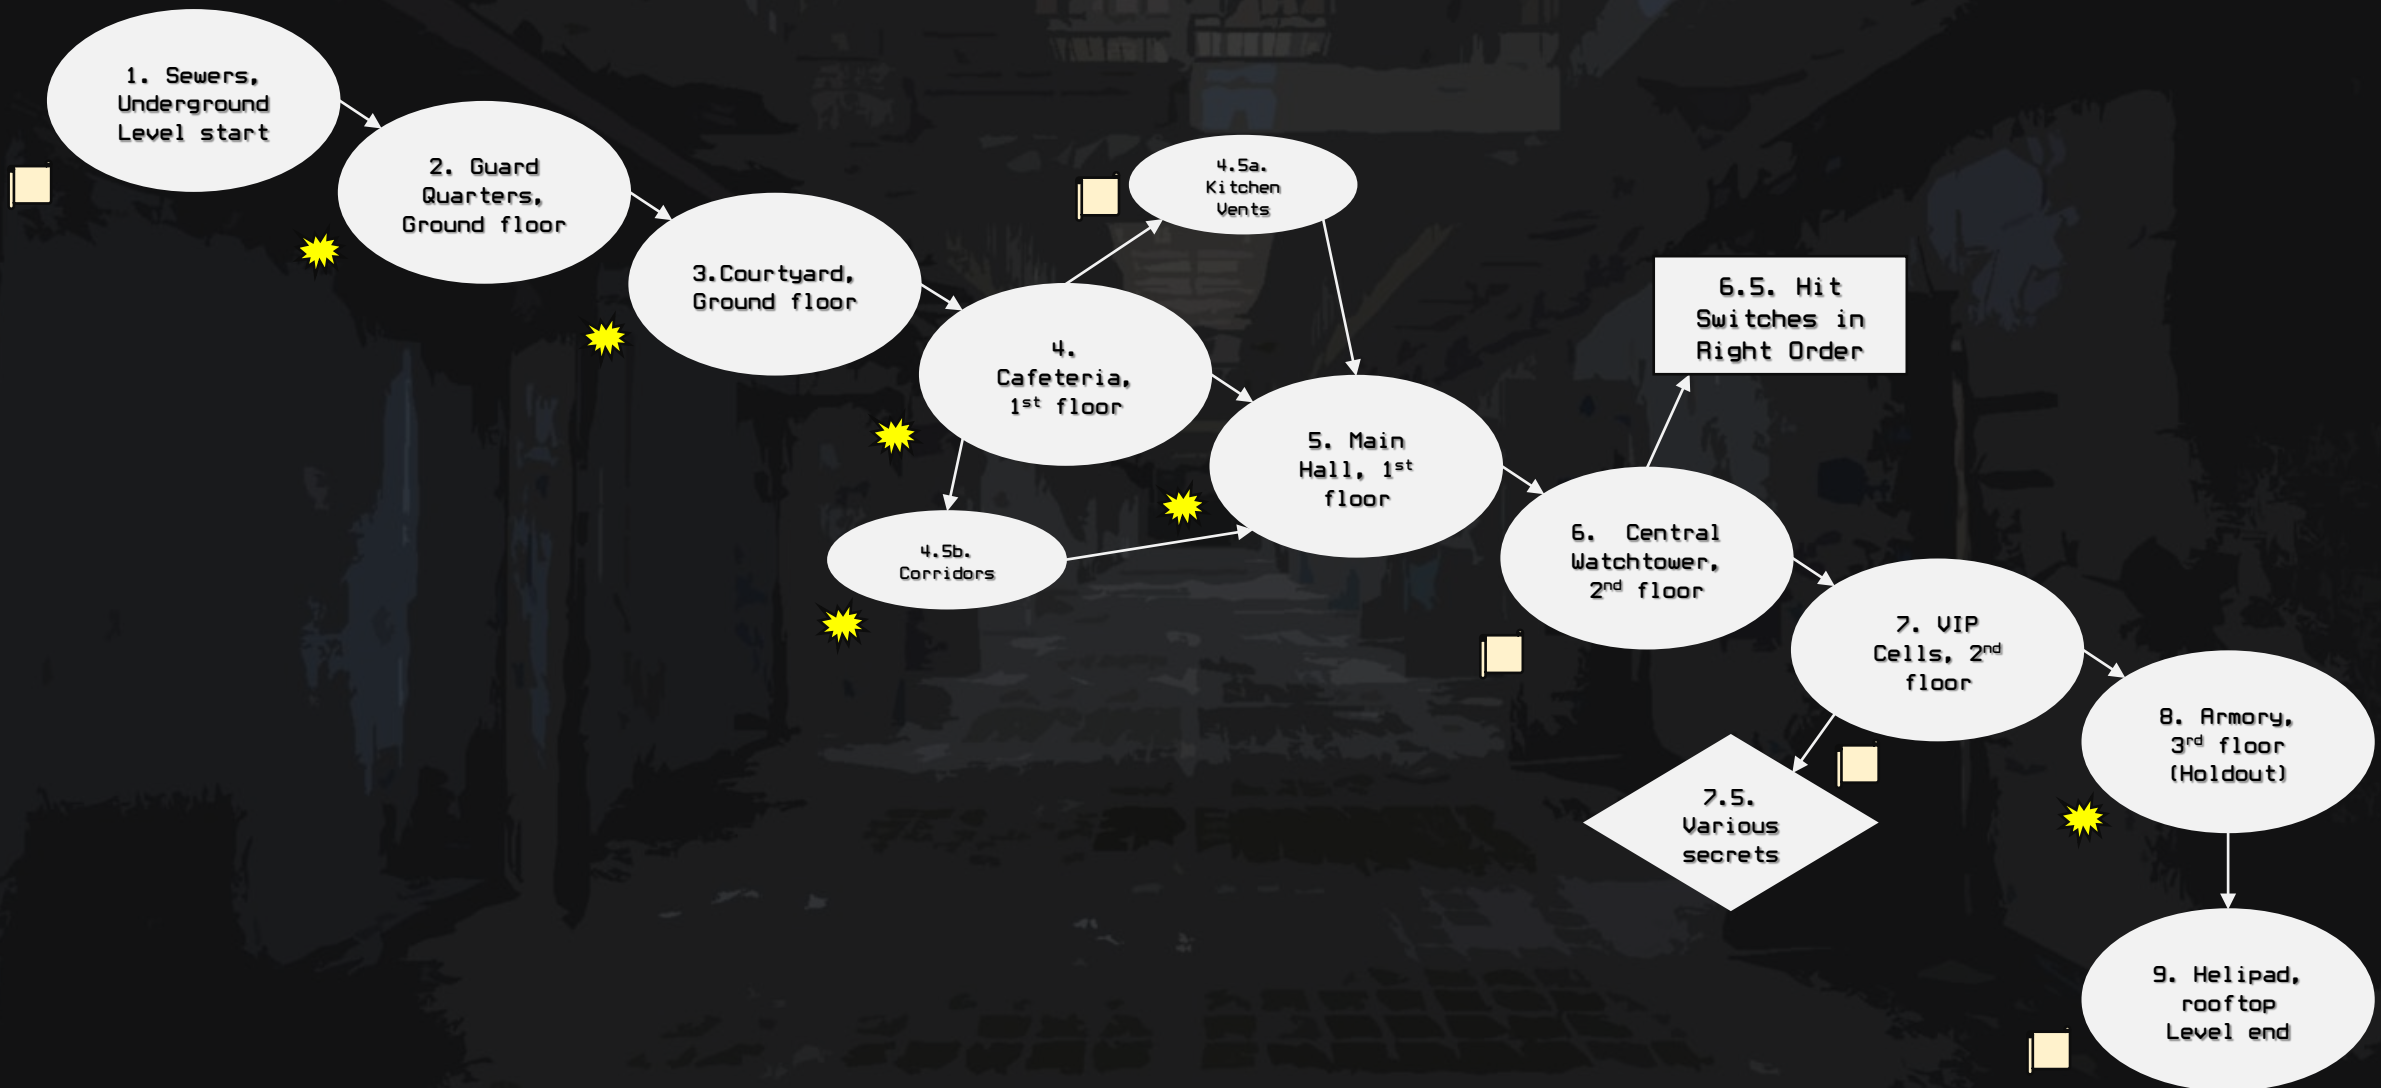 1. Sewers,
Underground
Level start
2. Guard
Quarters,
Ground floor
3.Courtyard,
Ground floor
4.
Cafeteria,
1st floor
4.5a.
Kitchen
Vents
4.5b.
Corridors
5. Main
Hall, 1st
floor
6. Central
Watchtower,
2nd floor
6.5. Hit
Switches in
Right Order
7. VIP
Cells, 2nd
floor
7.5.
Various
secrets
8. Armory,
3rd floor
(Holdout)
9. Helipad,
rooftop
Level end